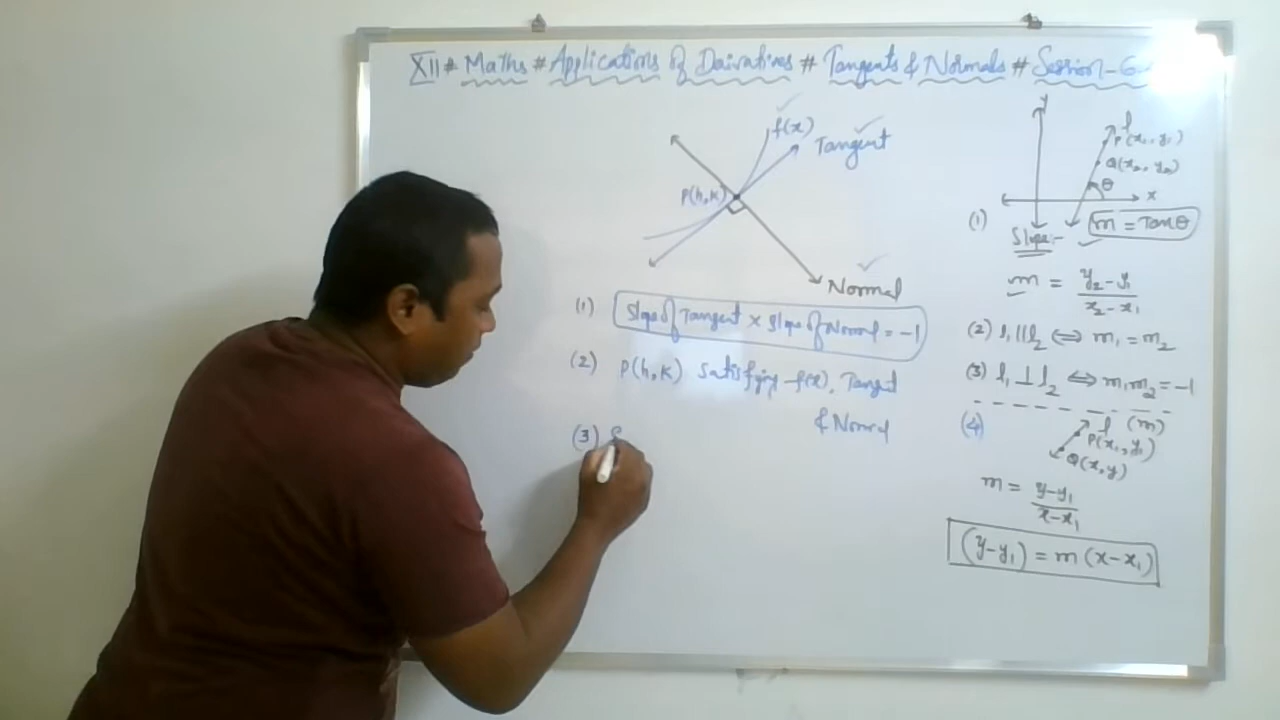 XII # Maths # Applications of Daivatives # Tangents & Normals # Session-6
f(x)
Tangent
P(h,k)
Normal
(1) Slope of Tangent x Slope of Normal = -1
(2) P(h,k) Satisfying f(x), Tangent
& Normal
(3) S
y
l
P(x₁, y₁)
Q(x₂, y₂)
θ
x
m = Tanθ
(1) Slope:-
m = y₂-y₁
x₂-x₁
(2) l₁ || l₂ ⇔ m₁ = m₂
(3) l₁ ⊥ l₂ ⇔ m₁m₂ = -1
(4) l (m)
P(x₁, y₁)
Q(x, y)
m = y-y₁
x-x₁
(y-y₁) = m (x-x₁)